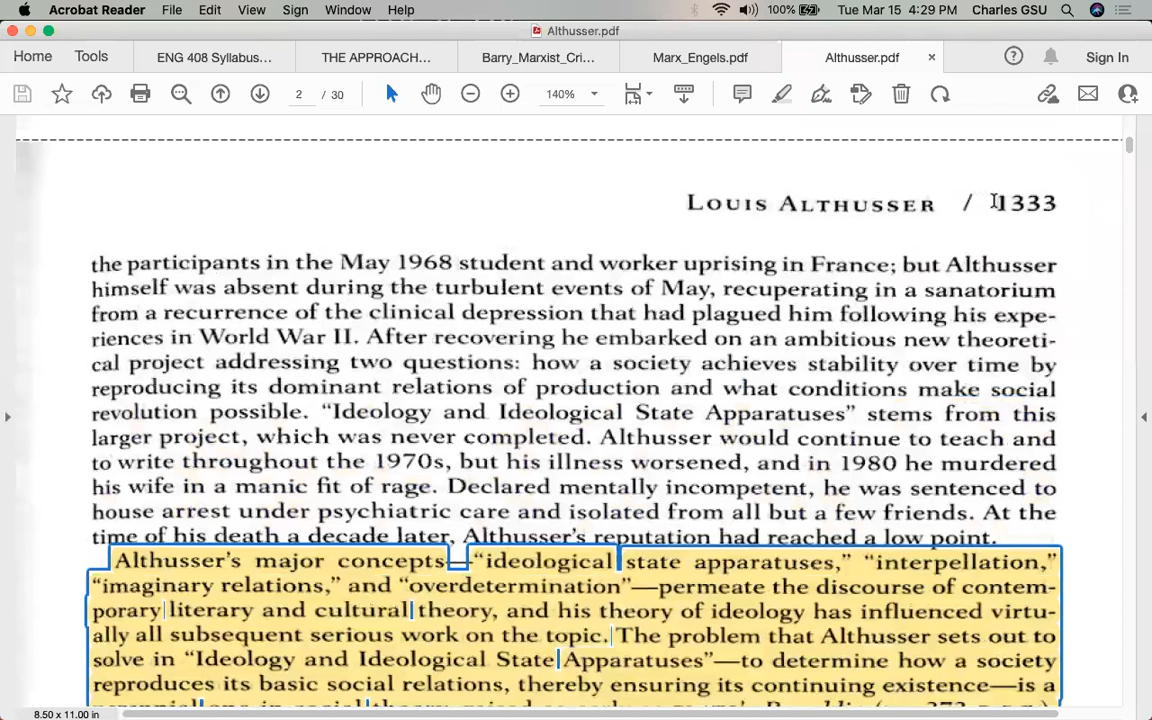 Acrobat Reader File Edit View Sign Window Help 100% Tue Mar 15 4:29 PM Charles GSU
Althusser.pdf
Home Tools ENG 408 Syllabus... THE APPROACH... Barry_Marxist_Cri... Marx_Engels.pdf Althusser.pdf × ? Sign In
2 / 30 140%
LOUIS ALTHUSSER / 1333
the participants in the May 1968 student and worker uprising in France; but Althusser
himself was absent during the turbulent events of May, recuperating in a sanatorium
from a recurrence of the clinical depression that had plagued him following his expe-
riences in World War II. After recovering he embarked on an ambitious new theoreti-
cal project addressing two questions: how a society achieves stability over time by
reproducing its dominant relations of production and what conditions make social
revolution possible. “Ideology and Ideological State Apparatuses” stems from this
larger project, which was never completed. Althusser would continue to teach and
to write throughout the 1970s, but his illness worsened, and in 1980 he murdered
his wife in a manic fit of rage. Declared mentally incompetent, he was sentenced to
house arrest under psychiatric care and isolated from all but a few friends. At the
time of his death a decade later, Althusser’s reputation had reached a low point.
Althusser’s major concepts—“ideological state apparatuses,” “interpellation,”
“imaginary relations,” and “overdetermination”—permeate the discourse of contem-
porary literary and cultural theory, and his theory of ideology has influenced virtu-
ally all subsequent serious work on the topic. The problem that Althusser sets out to
solve in “Ideology and Ideological State Apparatuses”—to determine how a society
reproduces its basic social relations, thereby ensuring its continuing existence—is a
8.50 x 11.00 in